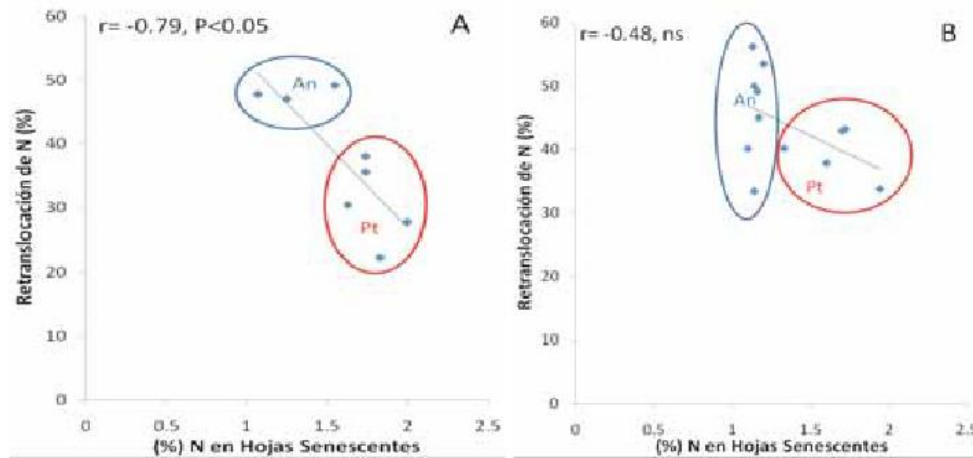 r= -0.79, P<0.05
A
Retranslocación de N (%)
60
50
40
30
20
10
0
An
Pt
0 0.5 1 1.5 2 2.5
(%) N en Hojas Senescentes
r= -0.48, ns
B
Retranslocación de N (%)
60
50
40
30
20
10
0
An
Pt
0 0.5 1 1.5 2 2.5
(%) N en Hojas Senescentes